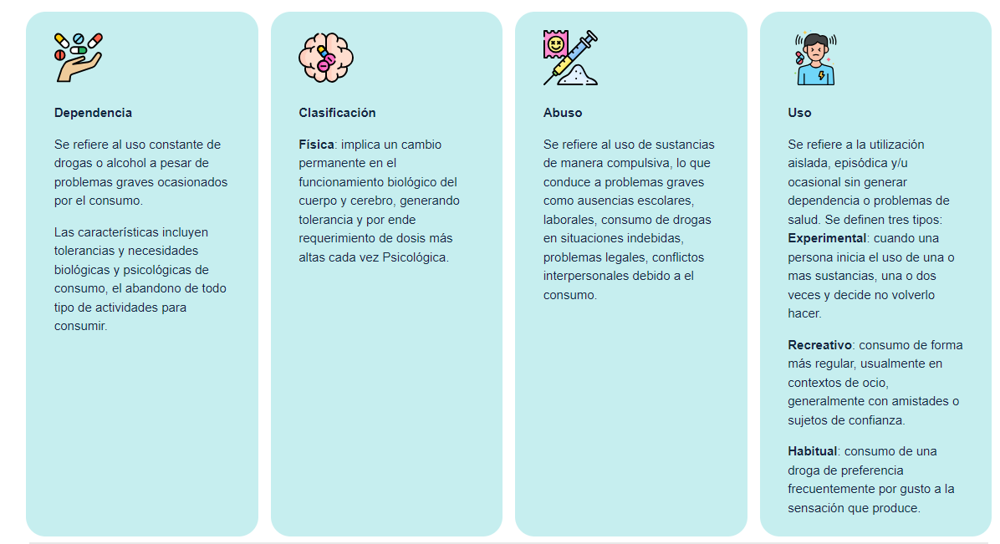 Dependencia
Se refiere al uso constante de
drogas o alcohol a pesar de
problemas graves ocasionados
por el consumo.
Las características incluyen
tolerancias y necesidades
biológicas y psicológicas de
consumo, el abandono de todo
tipo de actividades para
consumir.
Clasificación
Física: implica un cambio
permanente en el
funcionamiento biológico del
cuerpo y cerebro, generando
tolerancia y por ende
requerimiento de dosis más
altas cada vez Psicológica.
Abuso
Se refiere al uso de sustancias
de manera compulsiva, lo que
conduce a problemas graves
como ausencias escolares,
laborales, consumo de drogas
en situaciones indebidas,
problemas legales, conflictos
interpersonales debido a el
consumo.
Uso
Se refiere a la utilización
aislada, episódica y/u
ocasional sin generar
dependencia o problemas de
salud. Se definen tres tipos:
Experimental: cuando una
persona inicia el uso de una o
mas sustancias, una o dos
veces y decide no volverlo
hacer.
Recreativo: consumo de forma
más regular, usualmente en
contextos de ocio,
generalmente con amistades o
sujetos de confianza.
Habitual: consumo de una
droga de preferencia
frecuentemente por gusto a la
sensación que produce.